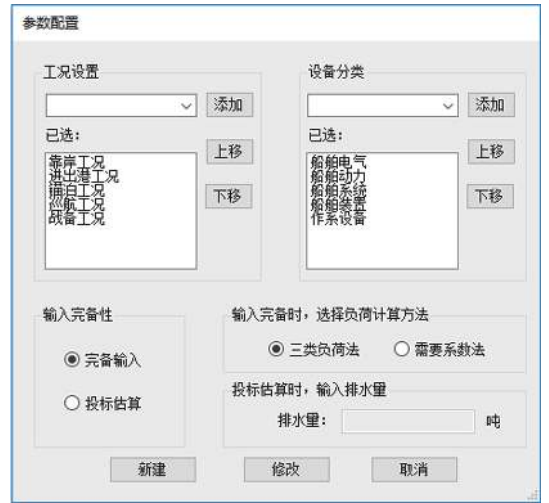 参数配置
工况设置
添加
已选：
靠岸工况
进出港工况
锚泊工况
巡航工况
战备工况
上移
下移
设备分类
添加
已选：
船舶电气
船舶动力
船舶系统
船舶装置
作系设备
上移
下移
输入完备性
完备输入
投标估算
输入完备时，选择负荷计算方法
三类负荷法 需要系数法
投标估算时，输入排水量
排水量： 吨
新建 修改 取消